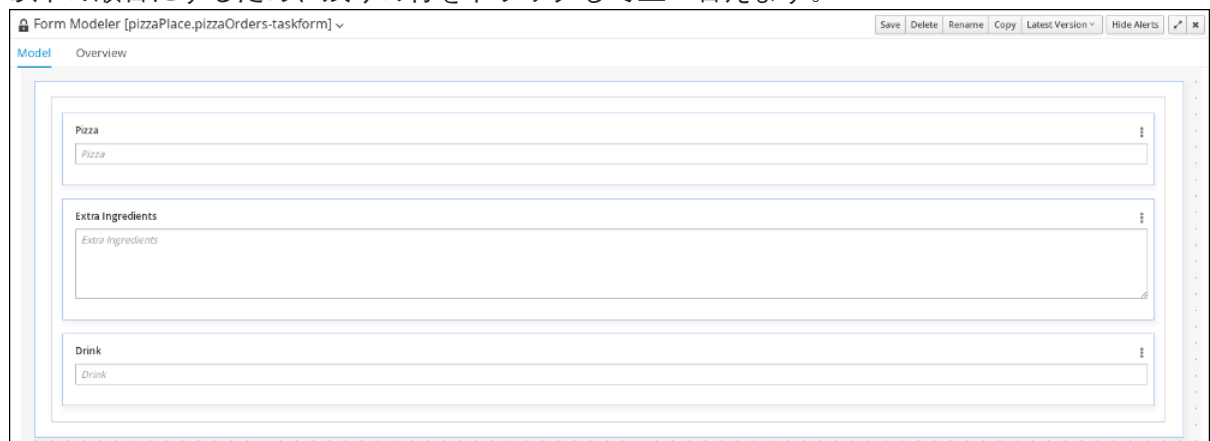 Form Modeler [pizzaPlace.pizzaOrders-taskform]
Save Delete Rename Copy Latest Version Hide Alerts
Model Overview
Pizza
Pizza
Extra Ingredients
Extra Ingredients
Drink
Drink